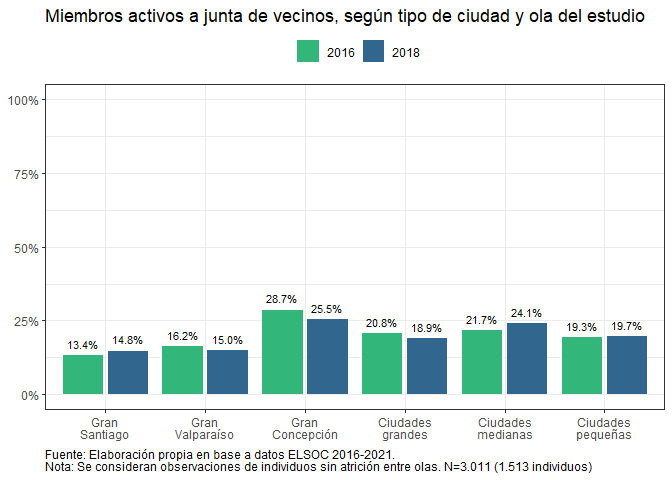 Miembros activos a junta de vecinos, según tipo de ciudad y ola del estudio
2016 2018
100%
75%
50%
25%
0%
13.4% 14.8% 16.2% 15.0% 28.7% 25.5% 20.8% 18.9% 21.7% 24.1% 19.3% 19.7%
Gran Gran Gran Ciudades Ciudades Ciudades
Santiago Valparaíso Concepción grandes medianas pequeñas
Fuente: Elaboración propia en base a datos ELSOC 2016-2021.
Nota: Se consideran observaciones de individuos sin atrición entre olas. N=3.011 (1.513 individuos)